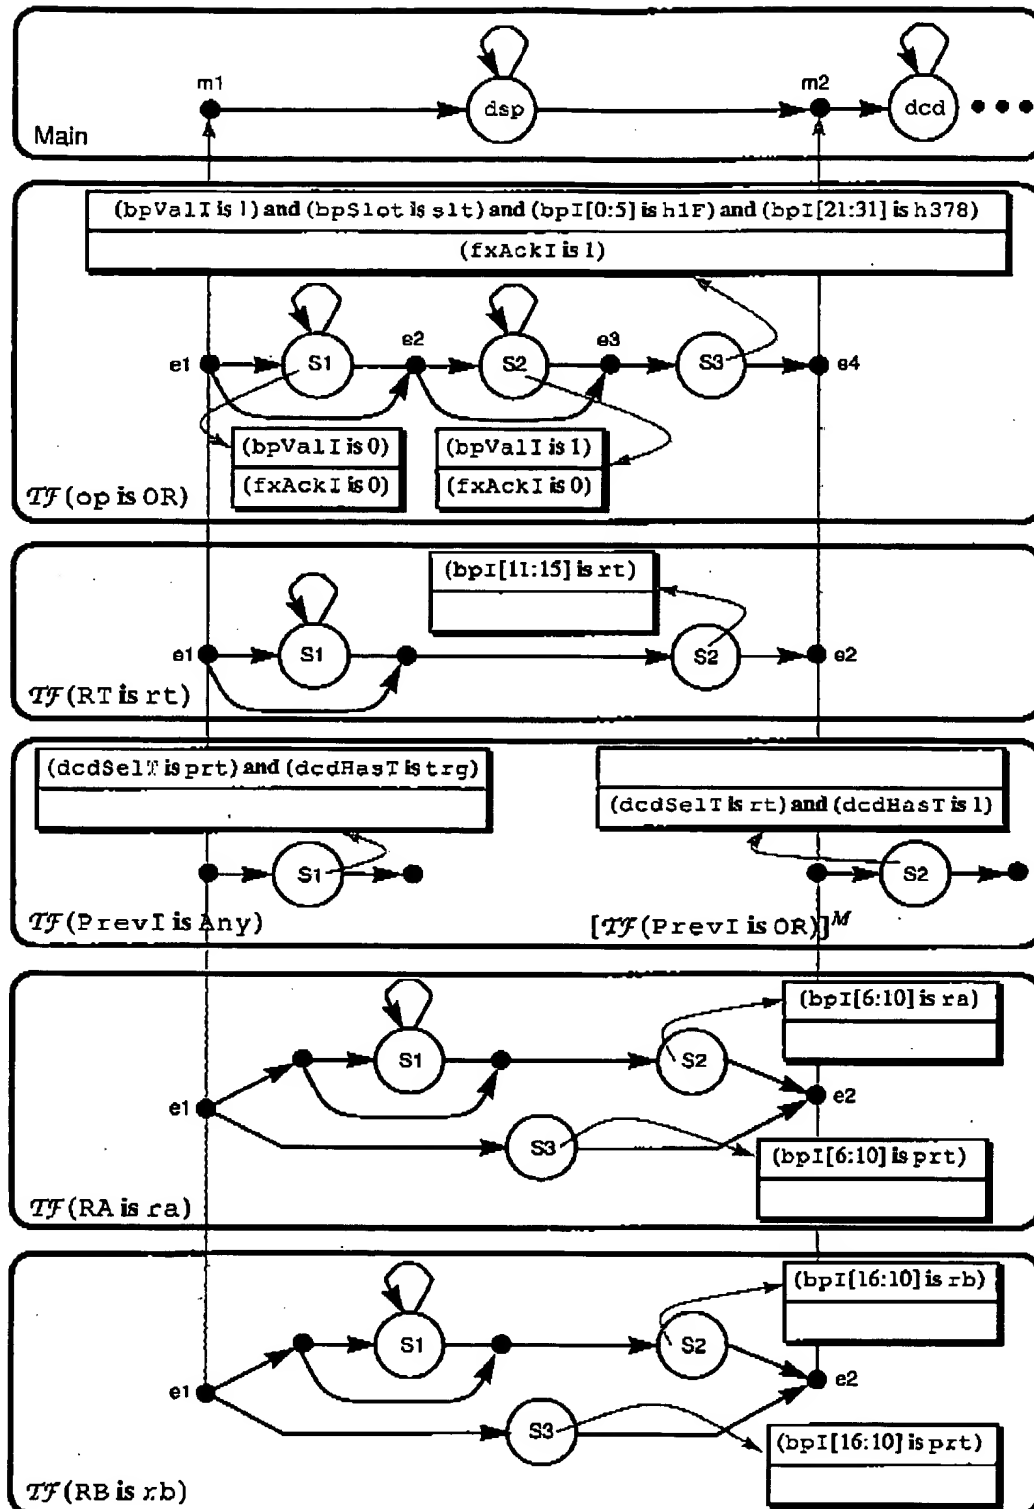 m1
dsp
m2
dcd
Main
(bpValI is 1) and (bpSlot is slt) and (bpI[0:5] is h1F) and (bpI[21:31] is h378)
(fxAckI is 1)
e1
S1
e2
S2
e3
S3
e4
(bpValI is 0)
(fxAckI is 0)
(bpValI is 1)
(fxAckI is 0)
TF(op is OR)
(bpI[11:15] is rt)
e1
S1
S2
e2
TF(RT is rt)
(dcdSelT is prt) and (dcdHasT is trg)
(dcdSelT is rt) and (dcdHasT is 1)
S1
S2
TF(PrevI is Any)
[TF(PrevI is OR)]^M
(bpI[6:10] is ra)
S1
S2
e1
e2
S3
(bpI[6:10] is prt)
TF(RA is ra)
(bpI[16:10] is rb)
S1
S2
e1
e2
S3
(bpI[16:10] is prt)
TF(RB is rb)